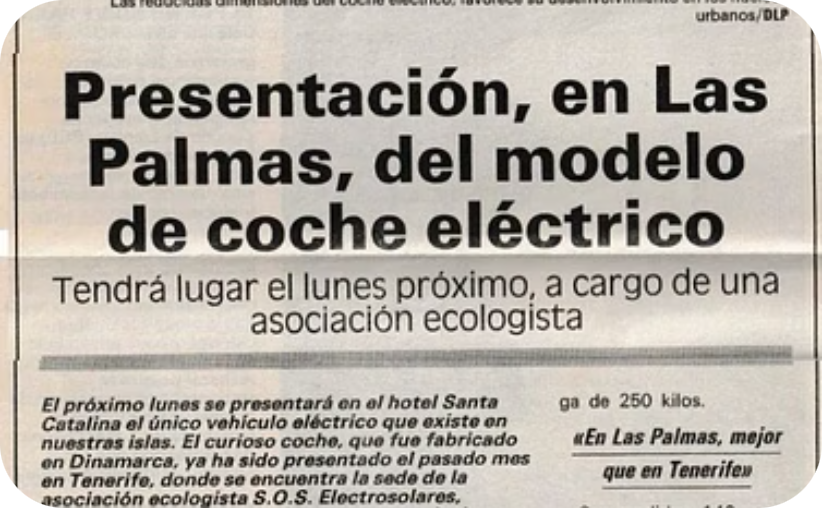 Las reducidas dimensiones del coche eléctrico, favorece su desenvolvimiento en los
urbanos/DLP
Presentación, en Las
Palmas, del modelo
de coche eléctrico
Tendrá lugar el lunes próximo, a cargo de una
asociación ecologista
El próximo lunes se presentará en el hotel Santa
Catalina el único vehículo eléctrico que existe en
nuestras islas. El curioso coche, que fue fabricado
en Dinamarca, ya ha sido presentado el pasado mes
en Tenerife, donde se encuentra la sede de la
asociación ecologista S.O.S. Electrosolares,
ga de 250 kilos.
«En Las Palmas, mejor
que en Tenerife»